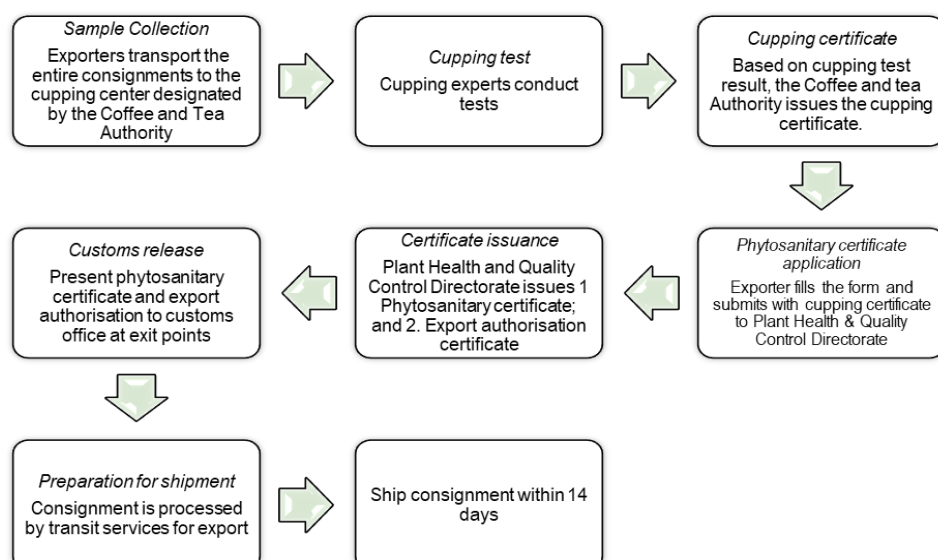 Sample Collection
Exporters transport the
entire consignments to the
cupping center designated
by the Coffee and Tea
Authority
Cupping test
Cupping experts conduct
tests
Cupping certificate
Based on cupping test
result, the Coffee and tea
Authority issues the cupping
certificate.
Phytosanitary certificate
application
Exporter fills the form and
submits with cupping certificate
to Plant Health & Quality
Control Directorate
Certificate issuance
Plant Health and Quality
Control Directorate issues 1
Phytosanitary certificate;
and 2. Export authorisation
certificate
Customs release
Present phytosanitary
certificate and export
authorisation to customs
office at exit points
Preparation for shipment
Consignment is processed
by transit services for export
Ship consignment within 14
days